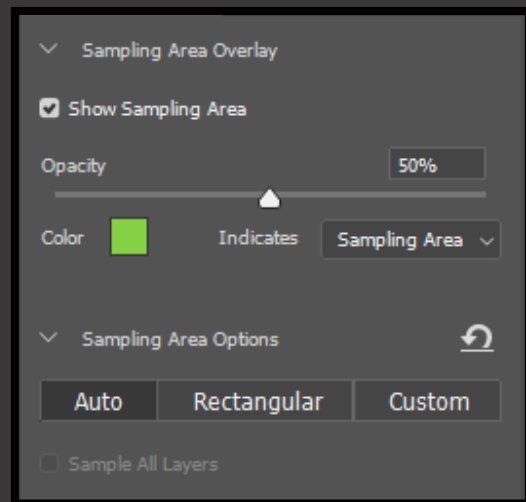 Sampling Area Overlay
Show Sampling Area
Opacity 50%
Color Indicates Sampling Area
Sampling Area Options
Auto Rectangular Custom
Sample All Layers